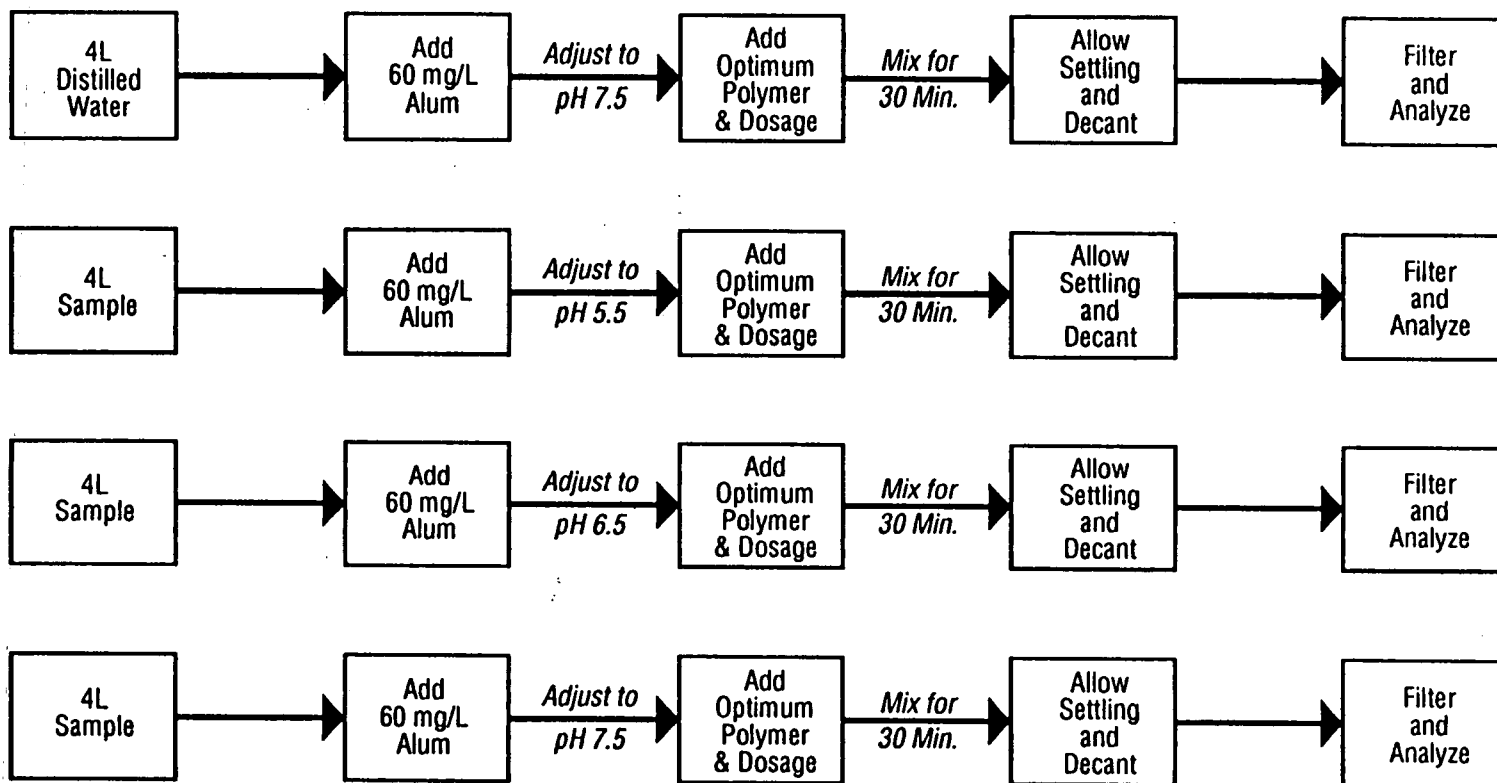 4L
Distilled
Water
Add
60 mg/L
Alum
Adjust to
pH 7.5
Add
Optimum
Polymer
& Dosage
Mix for
30 Min.
Allow
Settling
and
Decant
Filter
and
Analyze
4L
Sample
Add
60 mg/L
Alum
Adjust to
pH 5.5
Add
Optimum
Polymer
& Dosage
Mix for
30 Min.
Allow
Settling
and
Decant
Filter
and
Analyze
4L
Sample
Add
60 mg/L
Alum
Adjust to
pH 6.5
Add
Optimum
Polymer
& Dosage
Mix for
30 Min.
Allow
Settling
and
Decant
Filter
and
Analyze
4L
Sample
Add
60 mg/L
Alum
Adjust to
pH 7.5
Add
Optimum
Polymer
& Dosage
Mix for
30 Min.
Allow
Settling
and
Decant
Filter
and
Analyze